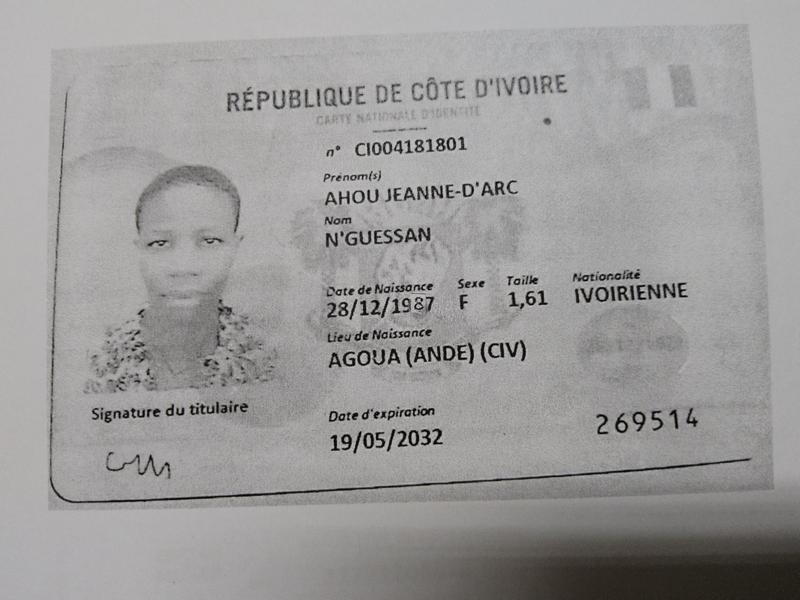 RÉPUBLIQUE DE CÔTE D'IVOIRE
CARTE NATIONALE D'IDENTITÉ
n° CI004181801
Prénom(s)
AHOU JEANNE-D'ARC
Nom
N'GUESSAN
Date de Naissance Sexe Taille Nationalité
28/12/1987 F 1,61 IVOIRIENNE
Lieu de Naissance
AGOUA (ANDE) (CIV)
Signature du titulaire
Date d'expiration
19/05/2032
269514